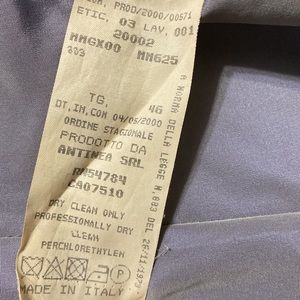 PROD/2000/00571
ETIC, 03 LAV, 001
20002
MMGX00 MM625
333
TG, 46
DT,IN,CON 04/05/2000
ORDINE STAGIONALE
PRODOTTO DA
ANTINEA SRL
RN54784
CA07510
DRY CLEAN ONLY
PROFESSIONALLY DRY
CLEAN
PERCHLORETHYLEN
P
MADE IN ITALY
A NORMA DELLA LEGGE N.883 DEL 26/11/1973